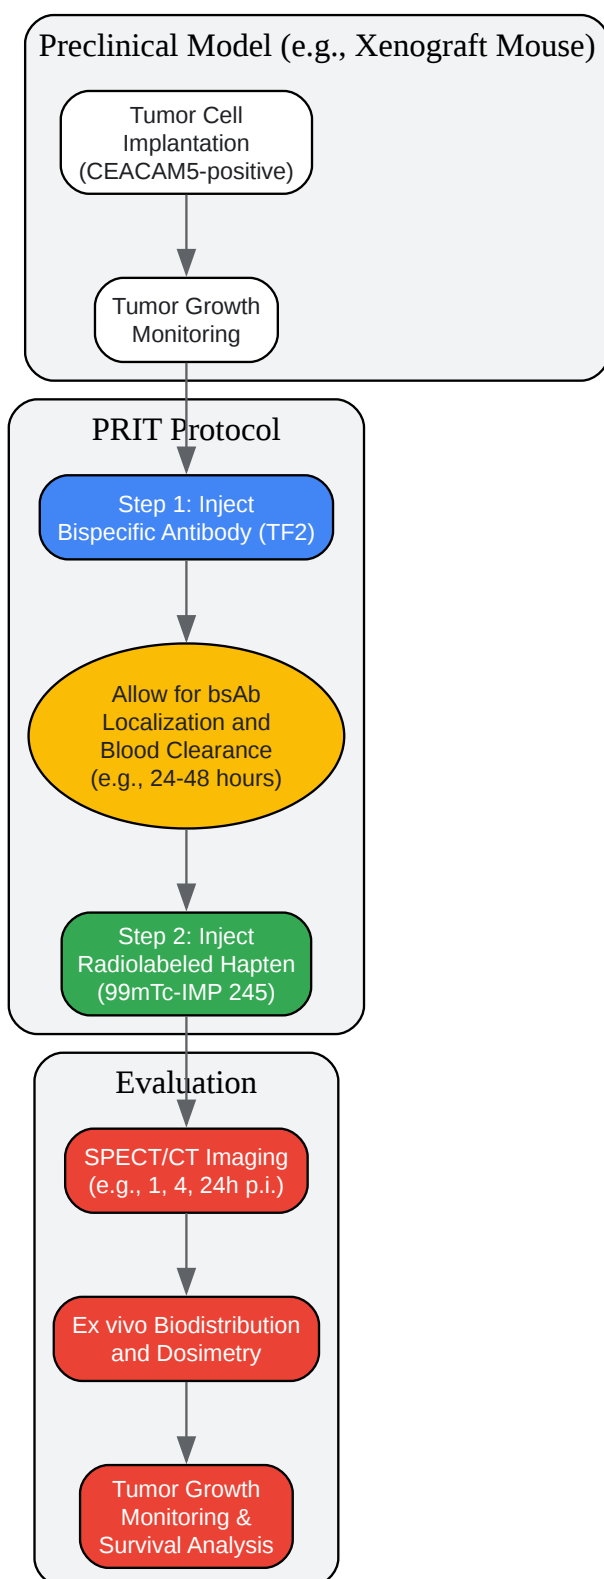 Preclinical Model (e.g., Xenograft Mouse)
Tumor Cell
Implantation
(CEACAM5-positive)
Tumor Growth
Monitoring
PRIT Protocol
Step 1: Inject
Bispecific Antibody (TF2)
Allow for bsAb
Localization and
Blood Clearance
(e.g., 24-48 hours)
Step 2: Inject
Radiolabeled Hapten
(99mTc-IMP 245)
Evaluation
SPECT/CT Imaging
(e.g., 1, 4, 24h p.i.)
Ex vivo Biodistribution
and Dosimetry
Tumor Growth
Monitoring &
Survival Analysis